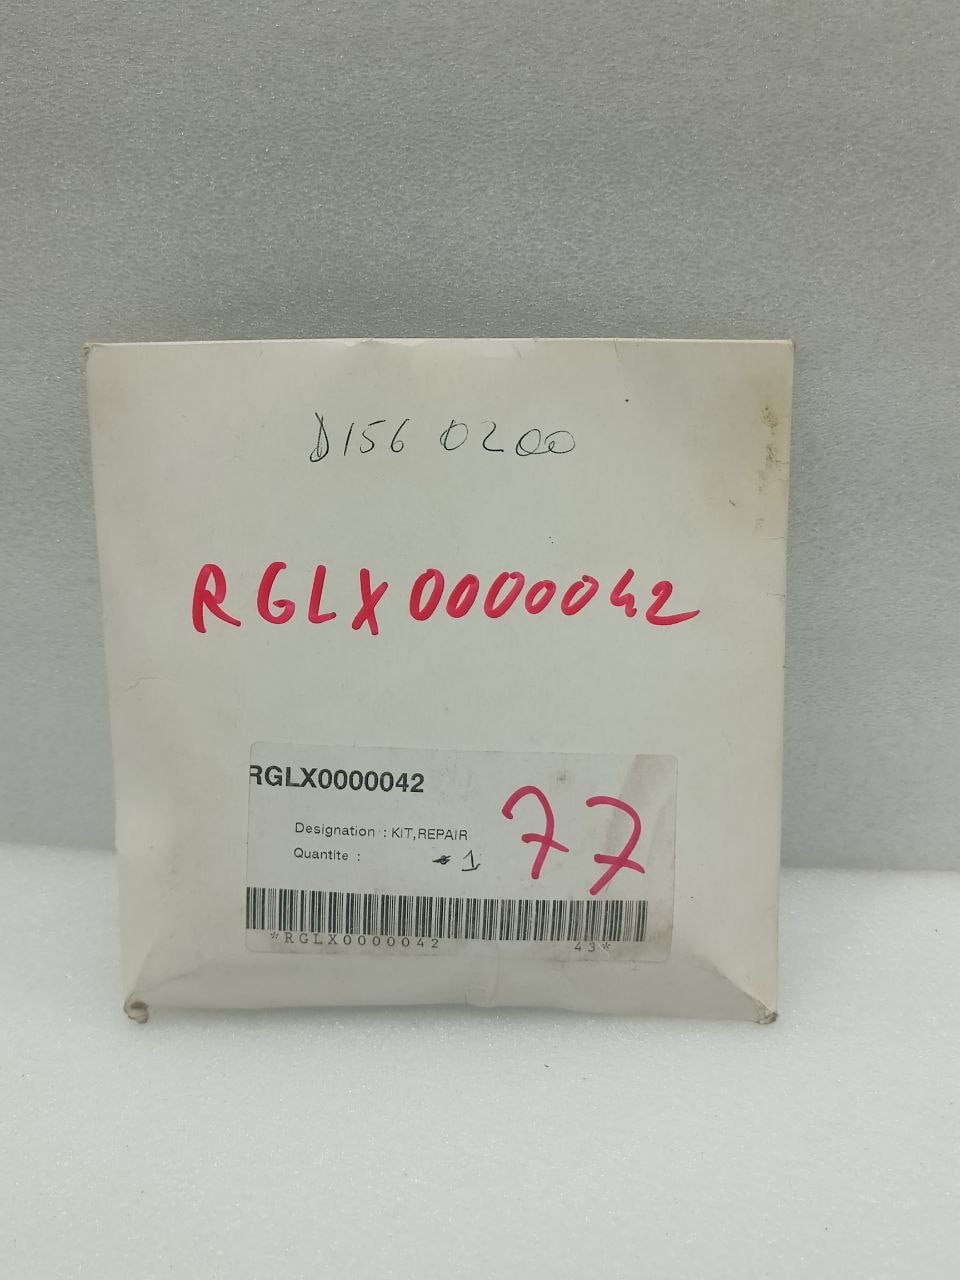 D156 0200
RGLX0000042
RGLX0000042
Designation : KIT,REPAIR
Quantite : 1
77
*RGLX0000042 43*